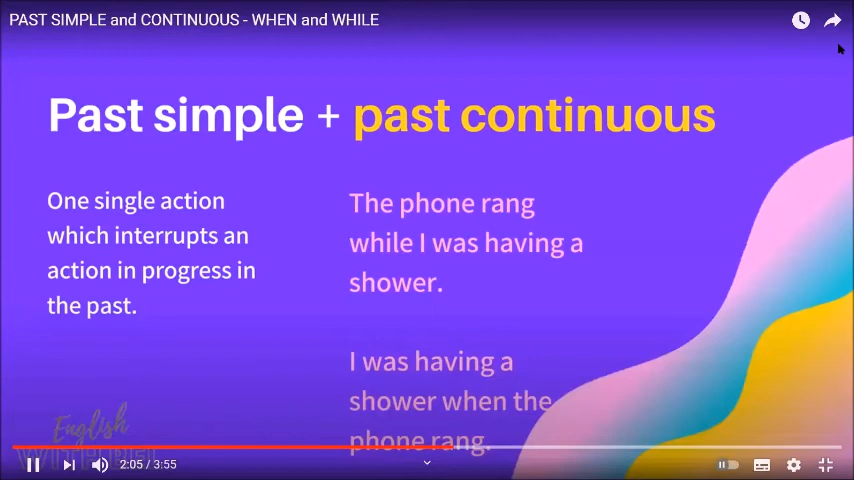 PAST SIMPLE and CONTINUOUS - WHEN and WHILE
Past simple + past continuous
One single action
which interrupts an
action in progress in
the past.
The phone rang
while I was having a
shower.
I was having a
shower when the
phone rang.
English
2:05 / 3:55